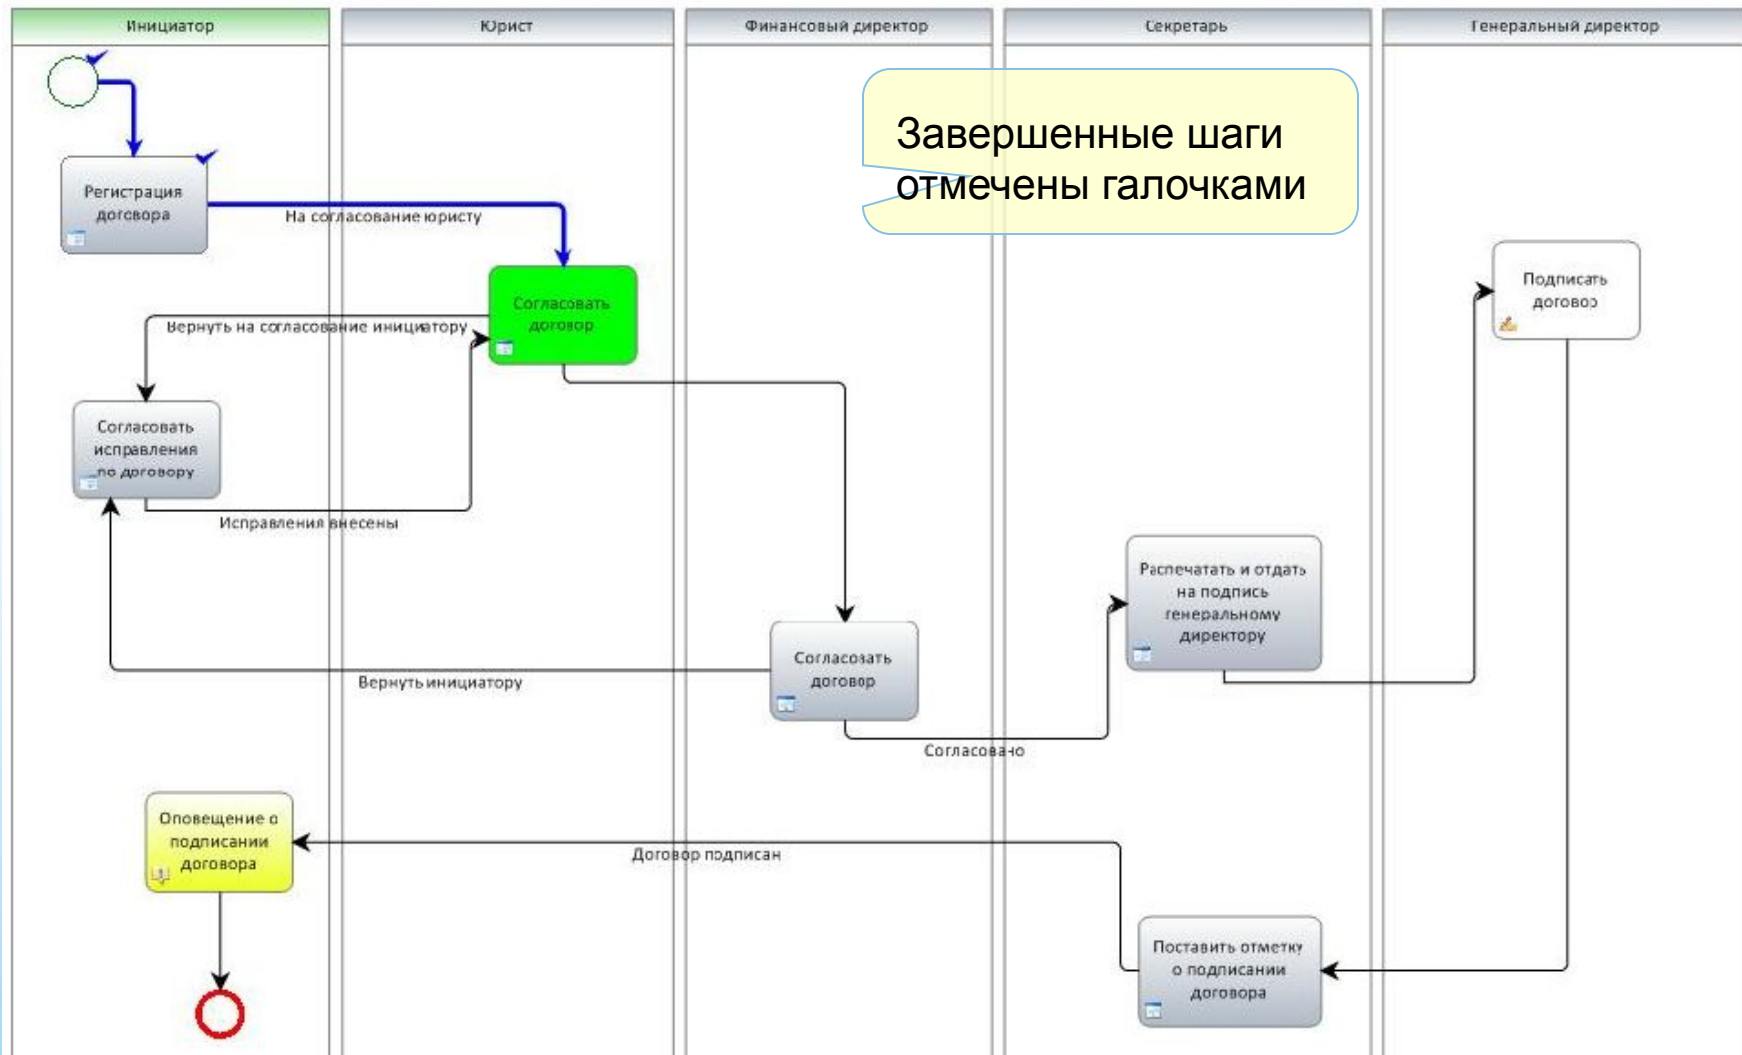 Инициатор
Юрист
Финансовый директор
Секретарь
Генеральный директор
Завершенные шаги
отмечены галочками
Регистрация
договора
На согласование юристу
Согласовать
договор
Подписать
договор
Вернуть на согласование инициатору
Согласовать
исправления
по договору
Исправления внесены
Распечатать и отдать
на подпись
генеральному
директору
Согласовать
договор
Вернуть инициатору
Согласовано
Оповещение о
подписании
договора
Договор подписан
Поставить отметку
о подписании
договора